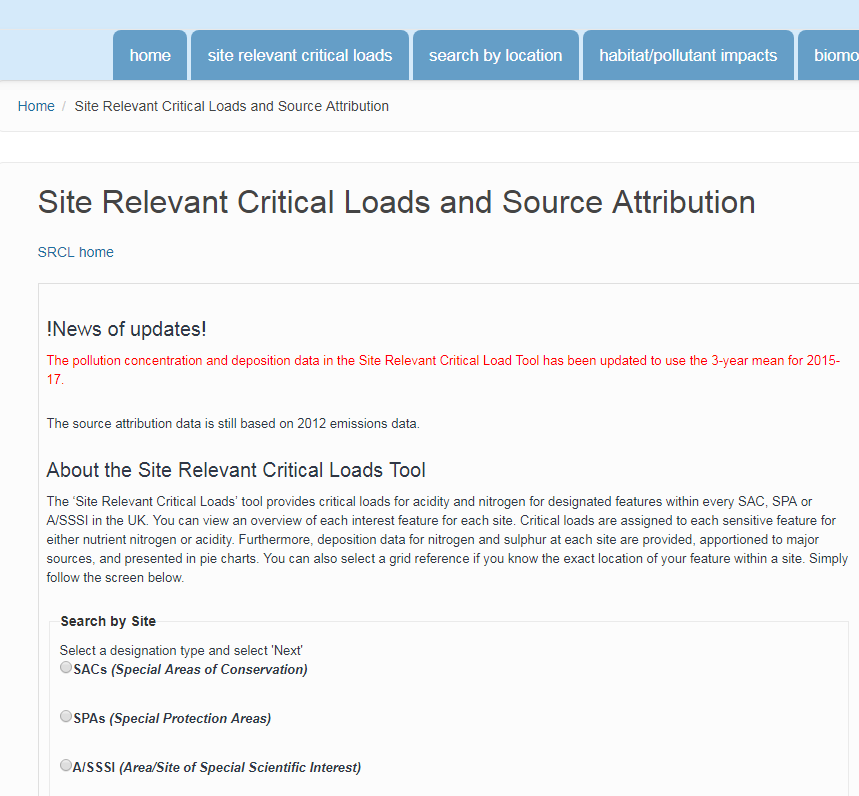 home site relevant critical loads search by location habitat/pollutant impacts biomo
Home / Site Relevant Critical Loads and Source Attribution
Site Relevant Critical Loads and Source Attribution
SRCL home
!News of updates!
The pollution concentration and deposition data in the Site Relevant Critical Load Tool has been updated to use the 3-year mean for 2015-
17.
The source attribution data is still based on 2012 emissions data.
About the Site Relevant Critical Loads Tool
The ‘Site Relevant Critical Loads’ tool provides critical loads for acidity and nitrogen for designated features within every SAC, SPA or
A/SSSI in the UK. You can view an overview of each interest feature for each site. Critical loads are assigned to each sensitive feature for
either nutrient nitrogen or acidity. Furthermore, deposition data for nitrogen and sulphur at each site are provided, apportioned to major
sources, and presented in pie charts. You can also select a grid reference if you know the exact location of your feature within a site. Simply
follow the screen below.
Search by Site
Select a designation type and select 'Next'
SACs (Special Areas of Conservation)
SPAs (Special Protection Areas)
A/SSSI (Area/Site of Special Scientific Interest)